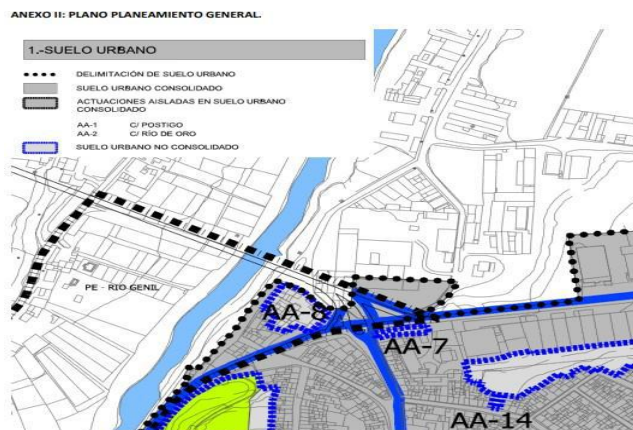 ANEXO II: PLANO PLANEAMIENTO GENERAL.
1.-SUELO URBANO
DELIMITACIÓN DE SUELO URBANO
SUELO URBANO CONSOLIDADO
ACTUACIONES AISLADAS EN SUELO URBANO
CONSOLIDADO
AA-1 C/ POSTIGO
AA-2 C/ RÍO DE ORO
SUELO URBANO NO CONSOLIDADO
PE - RIO GENIL
AA-8
AA-7
AA-14